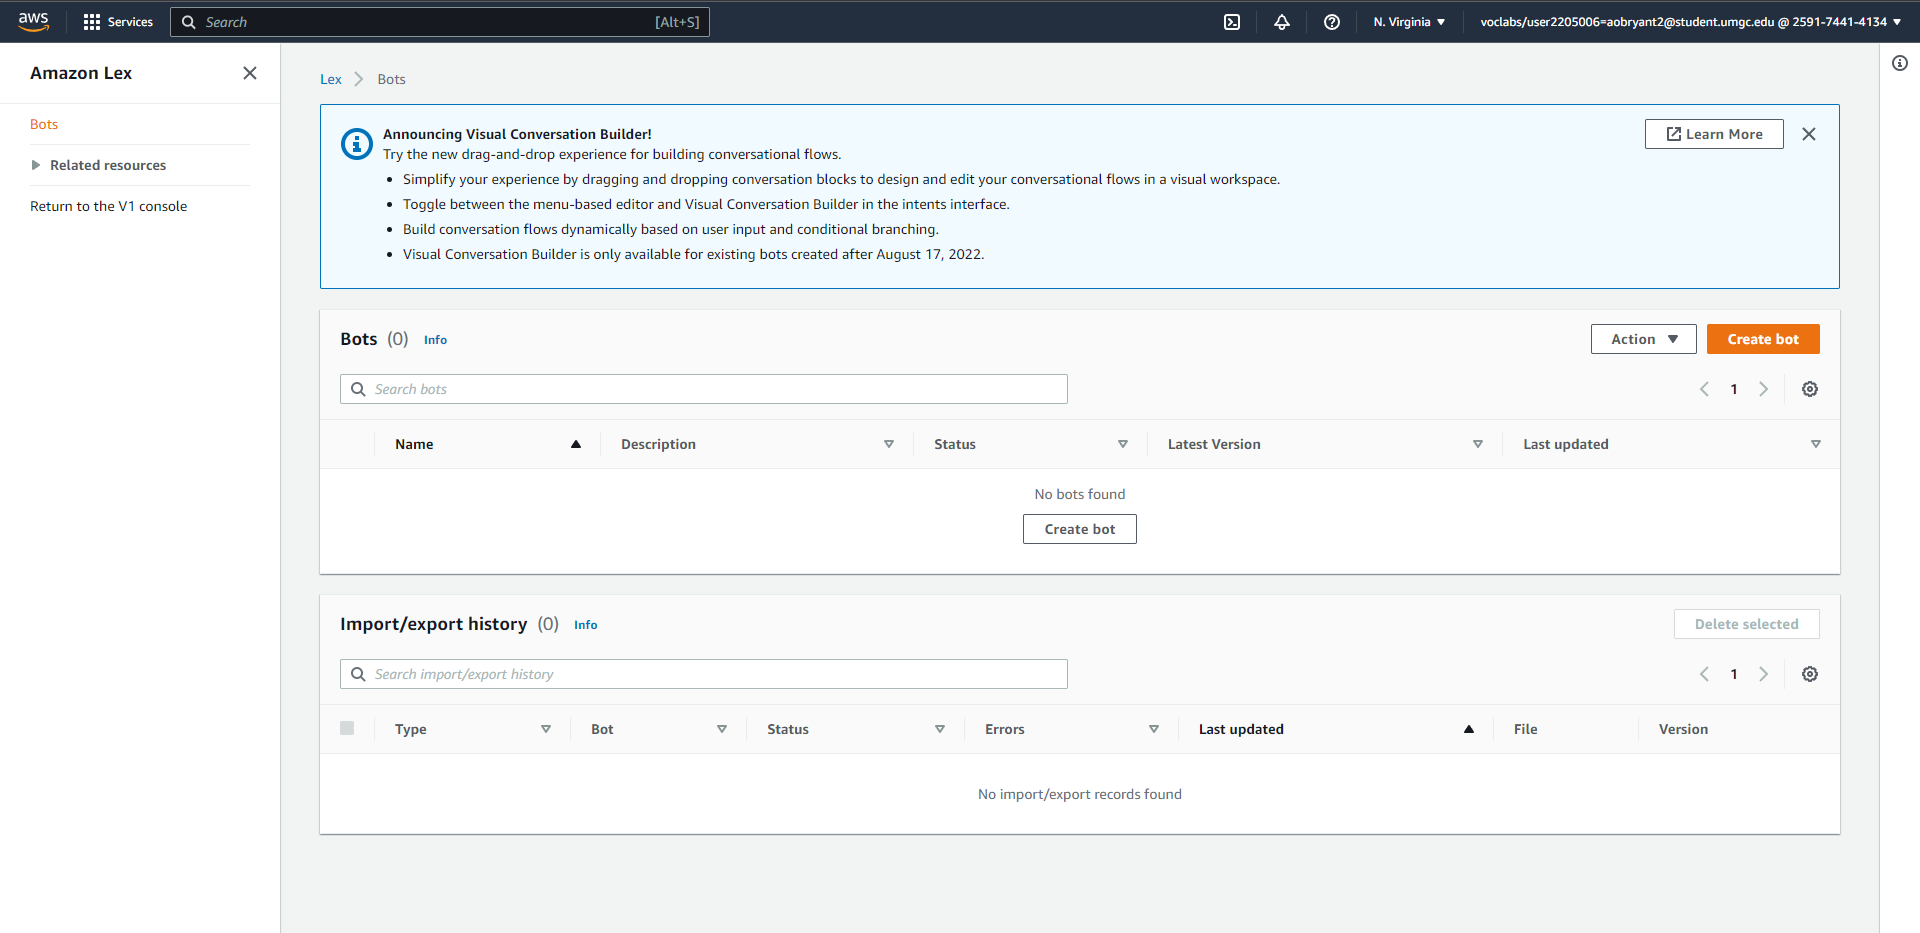 aws Services Search [Alt+S] N. Virginia voclabs/user2205006=aobryant2@student.umgc.edu @ 2591-7441-4134
Amazon Lex
Bots
Related resources
Return to the V1 console
Lex Bots
Announcing Visual Conversation Builder!
Try the new drag-and-drop experience for building conversational flows.
• Simplify your experience by dragging and dropping conversation blocks to design and edit your conversational flows in a visual workspace.
• Toggle between the menu-based editor and Visual Conversation Builder in the intents interface.
• Build conversation flows dynamically based on user input and conditional branching.
• Visual Conversation Builder is only available for existing bots created after August 17, 2022.
Learn More
Bots (0) Info Action Create bot
Search bots 1
Name Description Status Latest Version Last updated
No bots found
Create bot
Import/export history (0) Info Delete selected
Search import/export history 1
Type Bot Status Errors Last updated File Version
No import/export records found